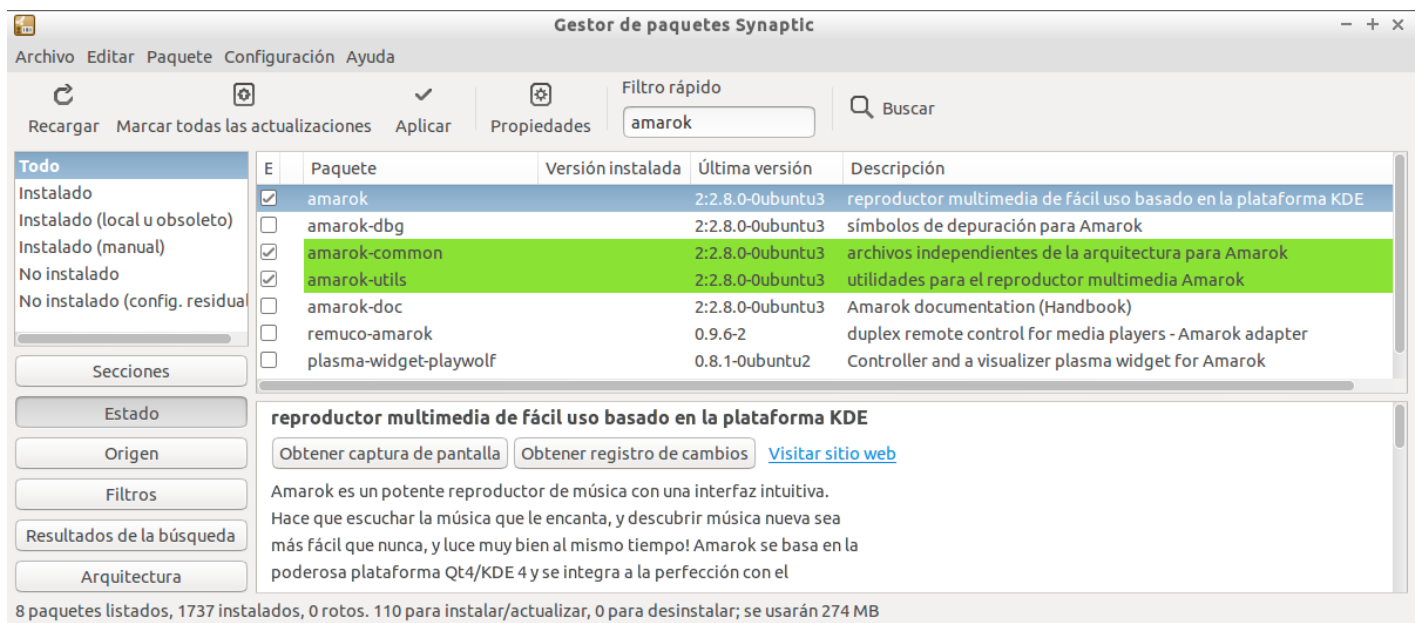 Gestor de paquetes Synaptic
Archivo Editar Paquete Configuración Ayuda
Recargar Marcar todas las actualizaciones Aplicar Propiedades
Filtro rápido
amarok
Buscar
Todo
Instalado
Instalado (local u obsoleto)
Instalado (manual)
No instalado
No instalado (config. residual
Secciones
Estado
Origen
Filtros
Resultados de la búsqueda
Arquitectura
E Paquete Versión instalada Última versión Descripción
amarok 2:2.8.0-0ubuntu3 reproductor multimedia de fácil uso basado en la plataforma KDE
amarok-dbg 2:2.8.0-0ubuntu3 símbolos de depuración para Amarok
amarok-common 2:2.8.0-0ubuntu3 archivos independientes de la arquitectura para Amarok
amarok-utils 2:2.8.0-0ubuntu3 utilidades para el reproductor multimedia Amarok
amarok-doc 2:2.8.0-0ubuntu3 Amarok documentation (Handbook)
remuco-amarok 0.9.6-2 duplex remote control for media players - Amarok adapter
plasma-widget-playwolf 0.8.1-0ubuntu2 Controller and a visualizer plasma widget for Amarok
reproductor multimedia de fácil uso basado en la plataforma KDE
Obtener captura de pantalla Obtener registro de cambios Visitar sitio web
Amarok es un potente reproductor de música con una interfaz intuitiva.
Hace que escuchar la música que le encanta, y descubrir música nueva sea
más fácil que nunca, y luce muy bien al mismo tiempo! Amarok se basa en la
poderosa plataforma Qt4/KDE 4 y se integra a la perfección con el
8 paquetes listados, 1737 instalados, 0 rotos. 110 para instalar/actualizar, 0 para desinstalar; se usarán 274 MB